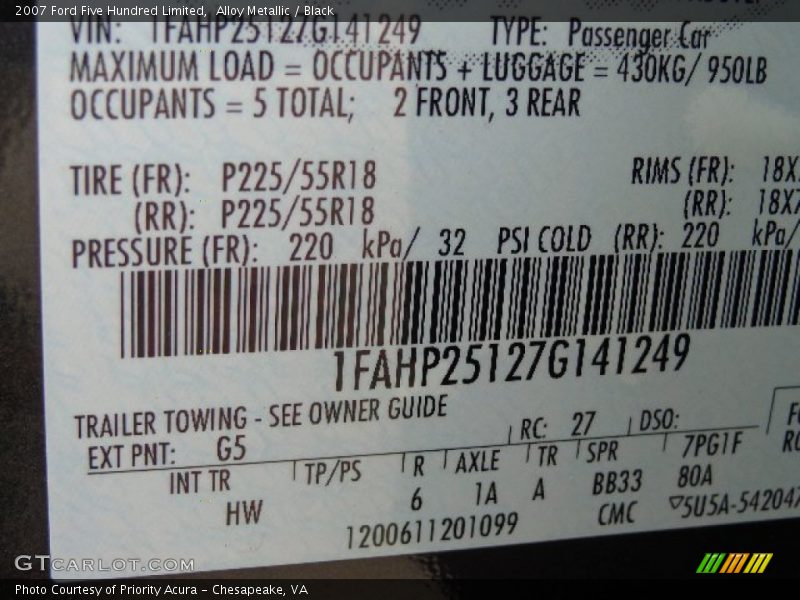 2007 Ford Five Hundred Limited, Alloy Metallic / Black
VIN: 1FAHP25127G141249 TYPE: Passenger Car
MAXIMUM LOAD = OCCUPANTS + LUGGAGE = 430KG/ 950LB
OCCUPANTS = 5 TOTAL; 2 FRONT, 3 REAR
TIRE (FR): P225/55R18 RIMS (FR):
(RR): P225/55R18 (RR):
PRESSURE (FR): 220 kPa/ 32 PSI COLD (RR): 220 kPa/
1FAHP25127G141249
TRAILER TOWING - SEE OWNER GUIDE
EXT PNT: G5 RC: 27 DSO:
INT TR TP/PS R AXLE TR SPR 7PG1F
HW 6 1A A BB33 80A
1200611201099 CMC ▽5U5A-542047
GTCARLOT.COM
Photo Courtesy of Priority Acura – Chesapeake, VA